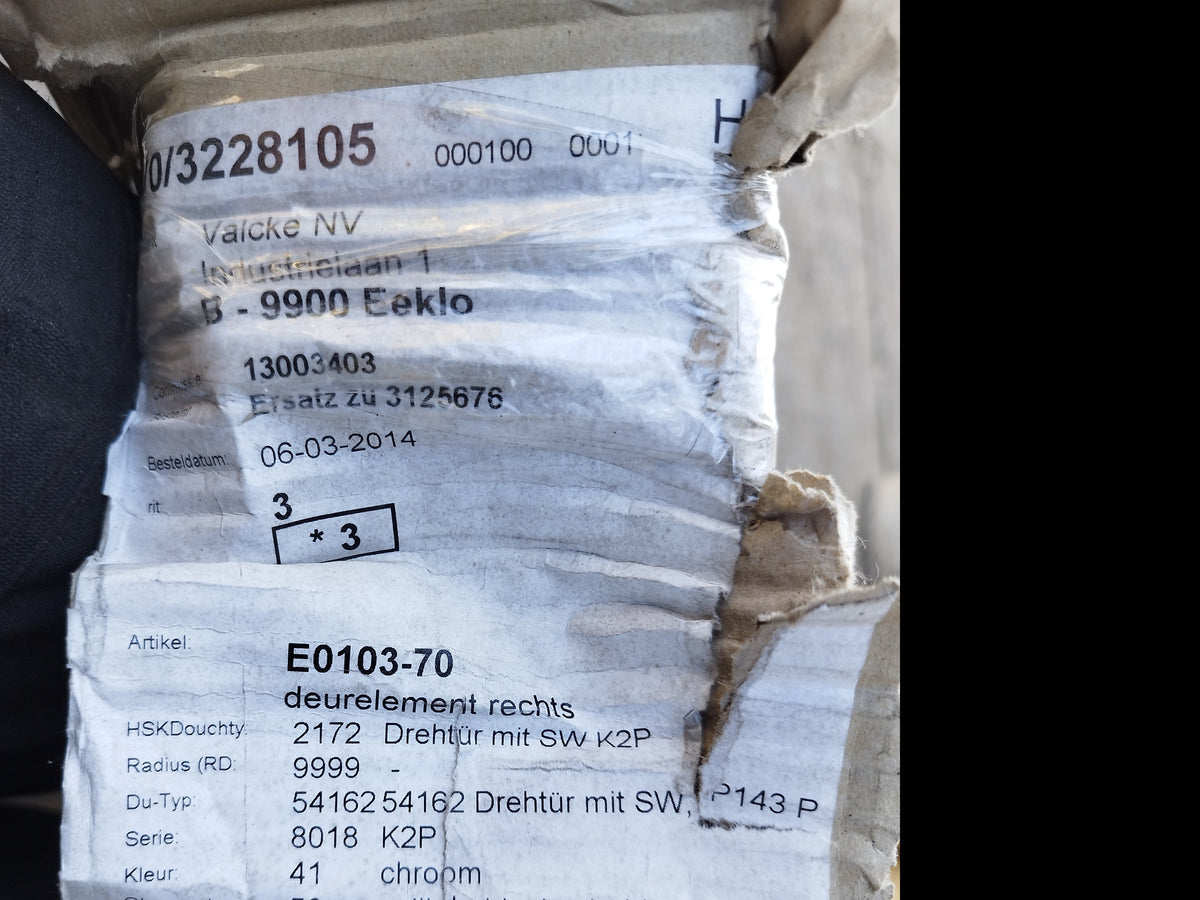 0/3228105 000100 0001 H
Valcke NV
Industrielaan 1
B - 9900 Eeklo
13003403
Ersatz zu 3125676
Besteldatum: 06-03-2014
rit 3
* 3
Artikel: E0103-70
deurelement rechts
HSKDouchty: 2172 Drehtür mit SW K2P
Radius (RD: 9999 -
Du-Typ: 54162 54162 Drehtür mit SW, P143 P
Serie: 8018 K2P
Kleur: 41 chroom